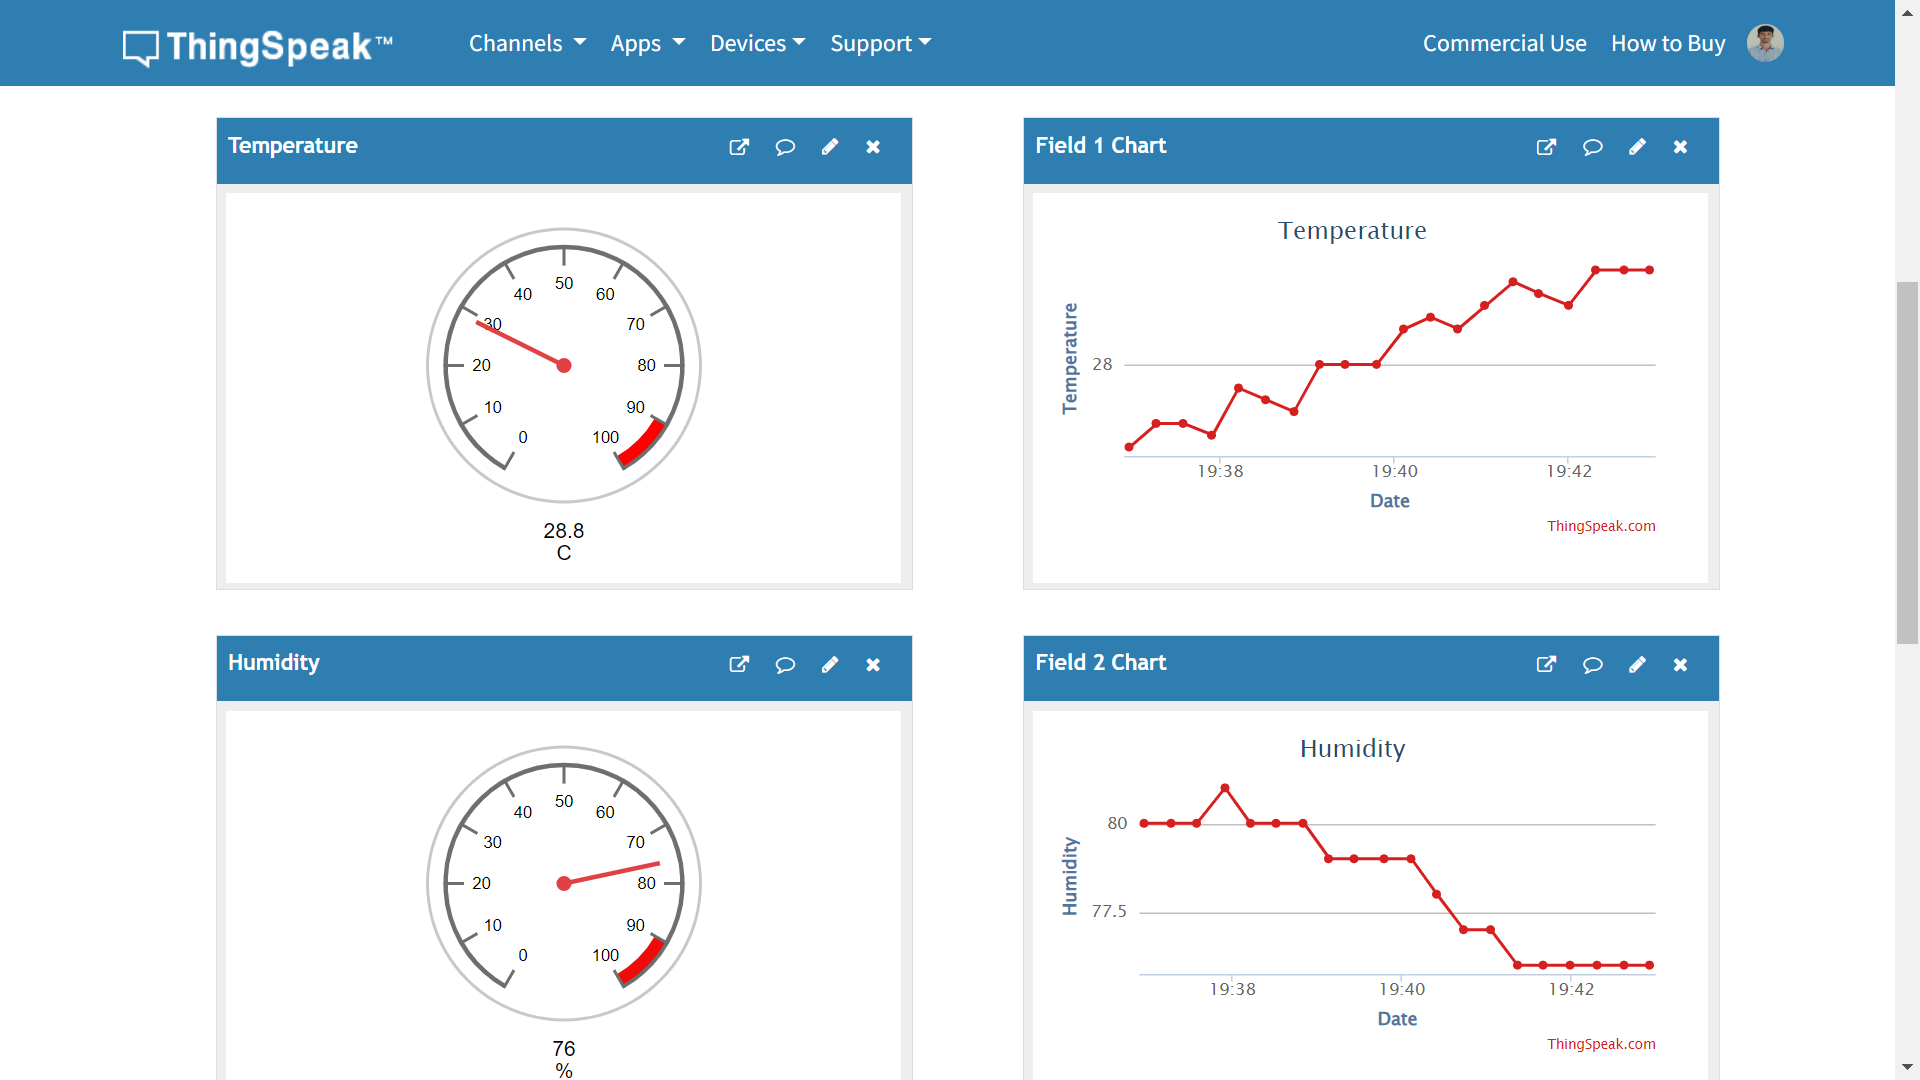 ThingSpeak™ Channels Apps Devices Support Commercial Use How to Buy
Temperature
50
40
60
30
70
20
80
10
90
0
100
28.8
C
Field 1 Chart
Temperature
Temperature
28
19:38 19:40 19:42
Date
ThingSpeak.com
Humidity
50
40
60
30
70
20
80
10
90
0
100
76
%
Field 2 Chart
Humidity
Humidity
80
77.5
19:38 19:40 19:42
Date
ThingSpeak.com